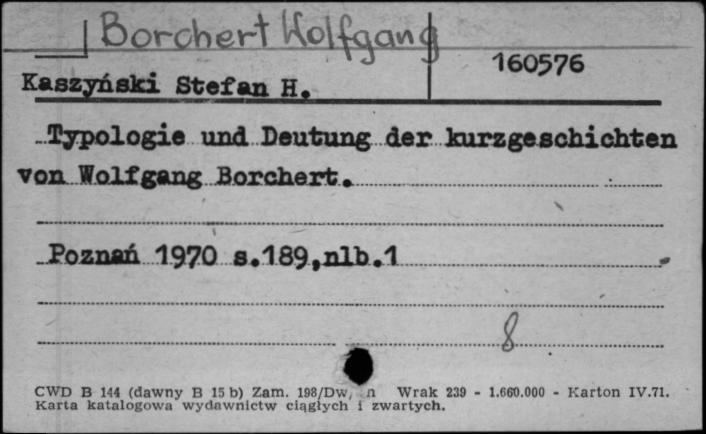 Borchert Wolfgang
160576
Kaszyński Stefan H.
Typologie und Deutung der kurzgeschichten
von Wolfgang Borchert.
Poznań 1970 s.189,nlb.1
8
CWD B 144 (dawny B 15 b) Zam. 198/Dw, n Wrak 239 - 1.660.000 - Karton IV.71.
Karta katalogowa wydawnictw ciągłych i zwartych.